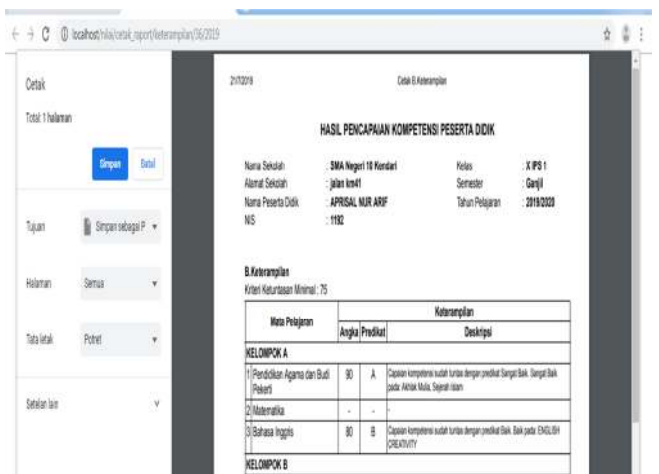 localhost/nilai/cetak_raport/keterampilan/36/2019
Cetak
Total: 1 halaman
Simpan
Batal
Tujuan
Simpan sebagai P
Halaman
Semua
Tata letak
Potret
Setelan lain
21/7/2019
Cetak B.Keterampilan
HASIL PENCAPAIAN KOMPETENSI PESERTA DIDIK
Nama Sekolah : SMA Negeri 10 Kendari Kelas : X IPS 1
Alamat Sekolah : jalan km41 Semester : Ganjil
Nama Peserta Didik : APRISAL NUR ARIF Tahun Pelajaran : 2019/2020
NIS : 1192
B.Keterampilan
Kriteri Ketuntasan Minimal : 75
Mata Pelajaran
Keterampilan
Angka Predikat Deskripsi
KELOMPOK A
1 Pendidikan Agama dan Budi Pekerti 90 A Capaian kompetensi sudah tuntas dengan predikat Sangat Baik. Sangat Baik
pada: Akhlak Mulia, Sejarah Islam
2 Matematika - - -
3 Bahasa Inggris 80 B Capaian kompetensi sudah tuntas dengan predikat Baik. Baik pada: ENGLISH
CREATIVITY
KELOMPOK B